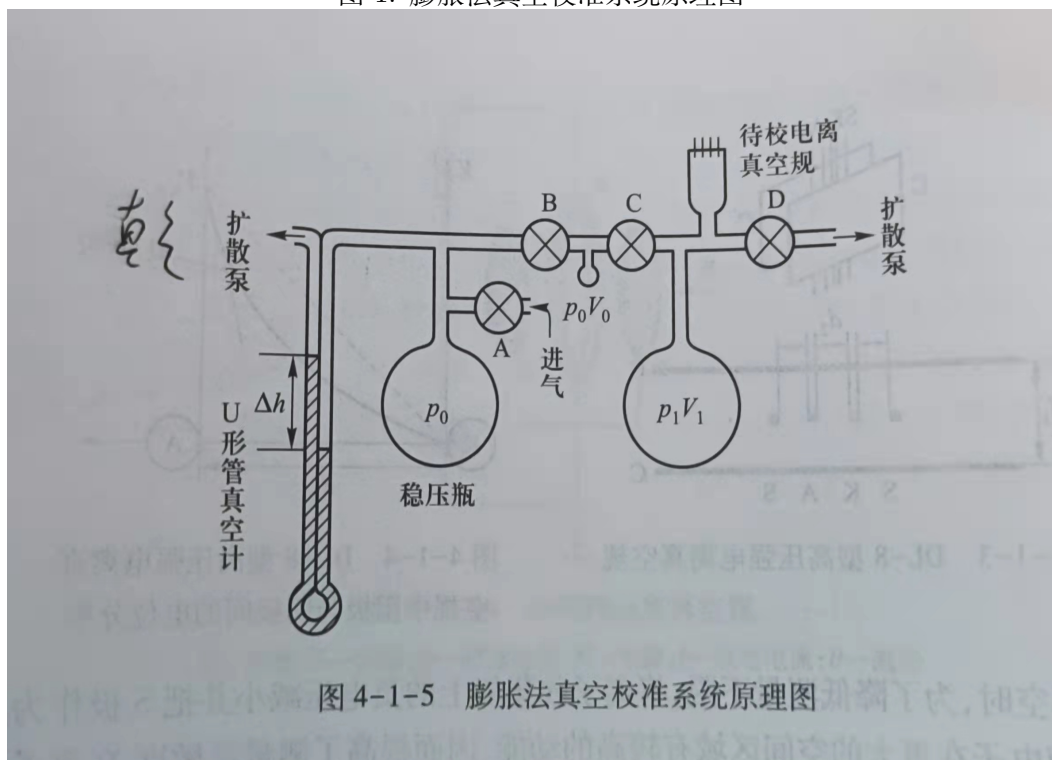 图 1: 膨胀法真空校准系统原理图
待校电离
真空规
B
C
D
扩散泵
扩散泵
p₀V₀
A
进气
Δh
U形管真空计
p₀
p₁V₁
稳压瓶
图 4-1-5 膨胀法真空校准系统原理图